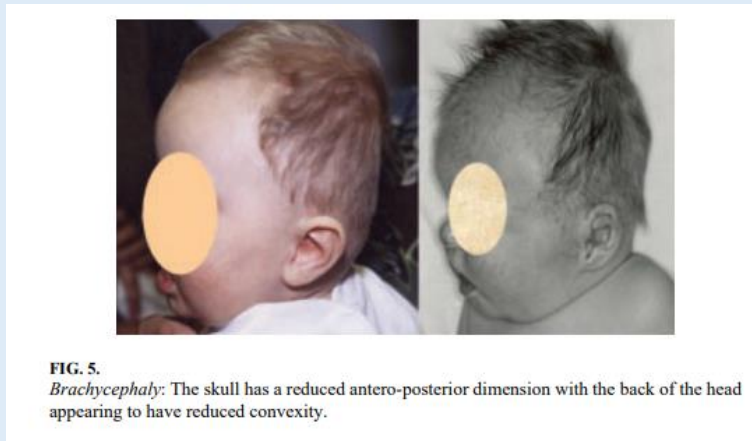 FIG. 5.
Brachycephaly: The skull has a reduced antero-posterior dimension with the back of the head
appearing to have reduced convexity.